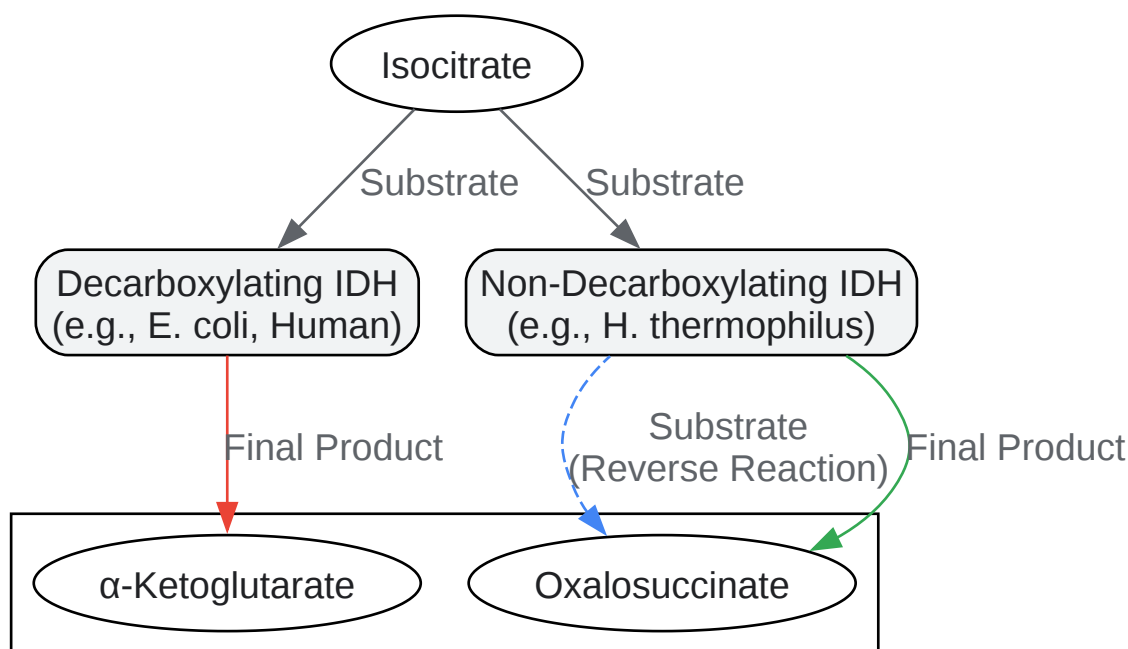 Isocitrate
Substrate
Substrate
Decarboxylating IDH
(e.g., E. coli, Human)
Non-Decarboxylating IDH
(e.g., H. thermophilus)
Final Product
Substrate
(Reverse Reaction)
Final Product
α-Ketoglutarate
Oxalosuccinate